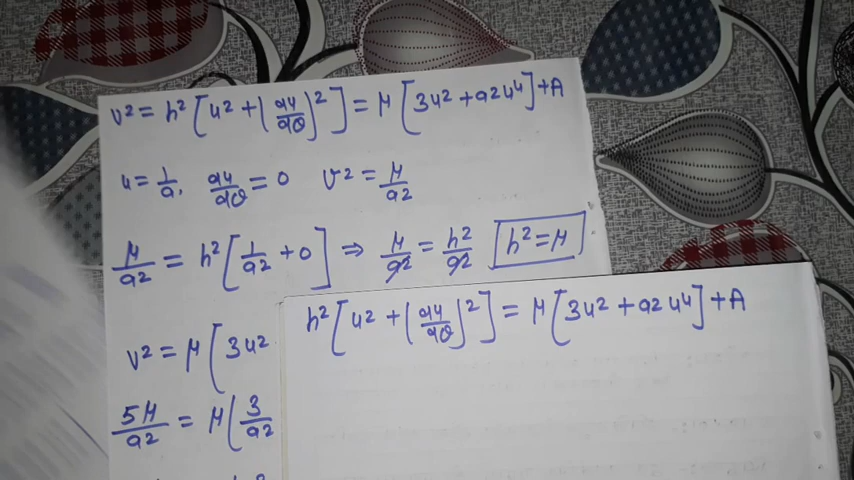 v² = h² [u² + (du/dθ)²] = μ [3u² + a²u⁴] + A
u = 1/a, du/dθ = 0 v² = μ/a²
μ/a² = h² [1/a² + 0] ⇒ μ/a² = h²/a² h² = μ
v² = μ [3u²
5μ/a² = μ [3/a²
h² [u² + (du/dθ)²] = μ [3u² + a²u⁴] + A